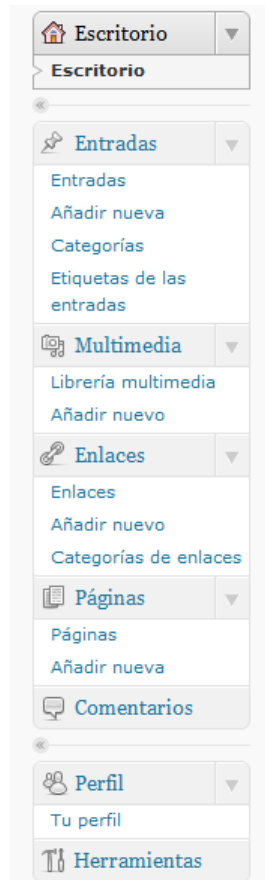 Escritorio
Escritorio
Entradas
Entradas
Añadir nueva
Categorías
Etiquetas de las
entradas
Multimedia
Librería multimedia
Añadir nuevo
Enlaces
Enlaces
Añadir nuevo
Categorías de enlaces
Páginas
Páginas
Añadir nueva
Comentarios
Perfil
Tu perfil
Herramientas